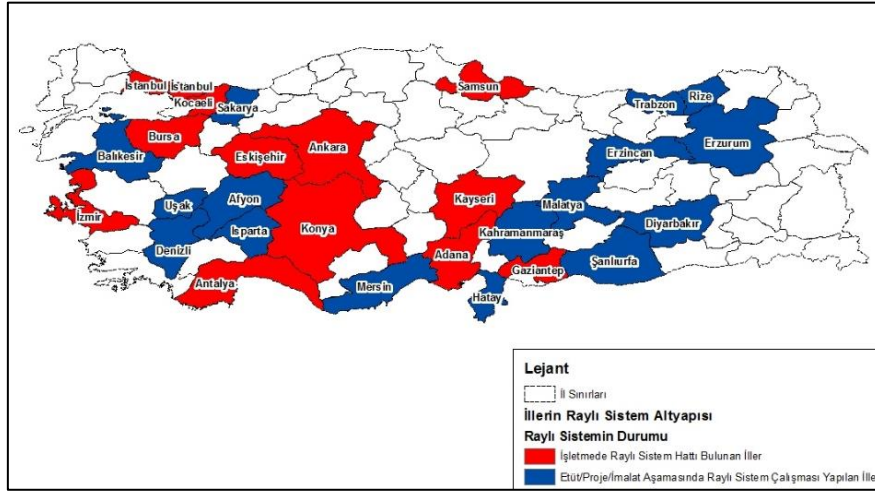 İstanbul İstanbul
Kocaeli
Sakarya
Samsun
Trabzon
Rize
Bursa
Balıkesir
Eskişehir
Ankara
Erzincan
Erzurum
İzmir
Uşak
Afyon
Kayseri
Malatya
Isparta
Konya
Kahramanmaraş
Diyarbakır
Denizli
Adana
Gaziantep
Şanlıurfa
Antalya
Mersin
Hatay
Lejant
İl Sınırları
İllerin Raylı Sistem Altyapısı
Raylı Sistemin Durumu
İşletmede Raylı Sistem Hattı Bulunan İller
Etüt/Proje/İmalat Aşamasında Raylı Sistem Çalışması Yapılan İlle